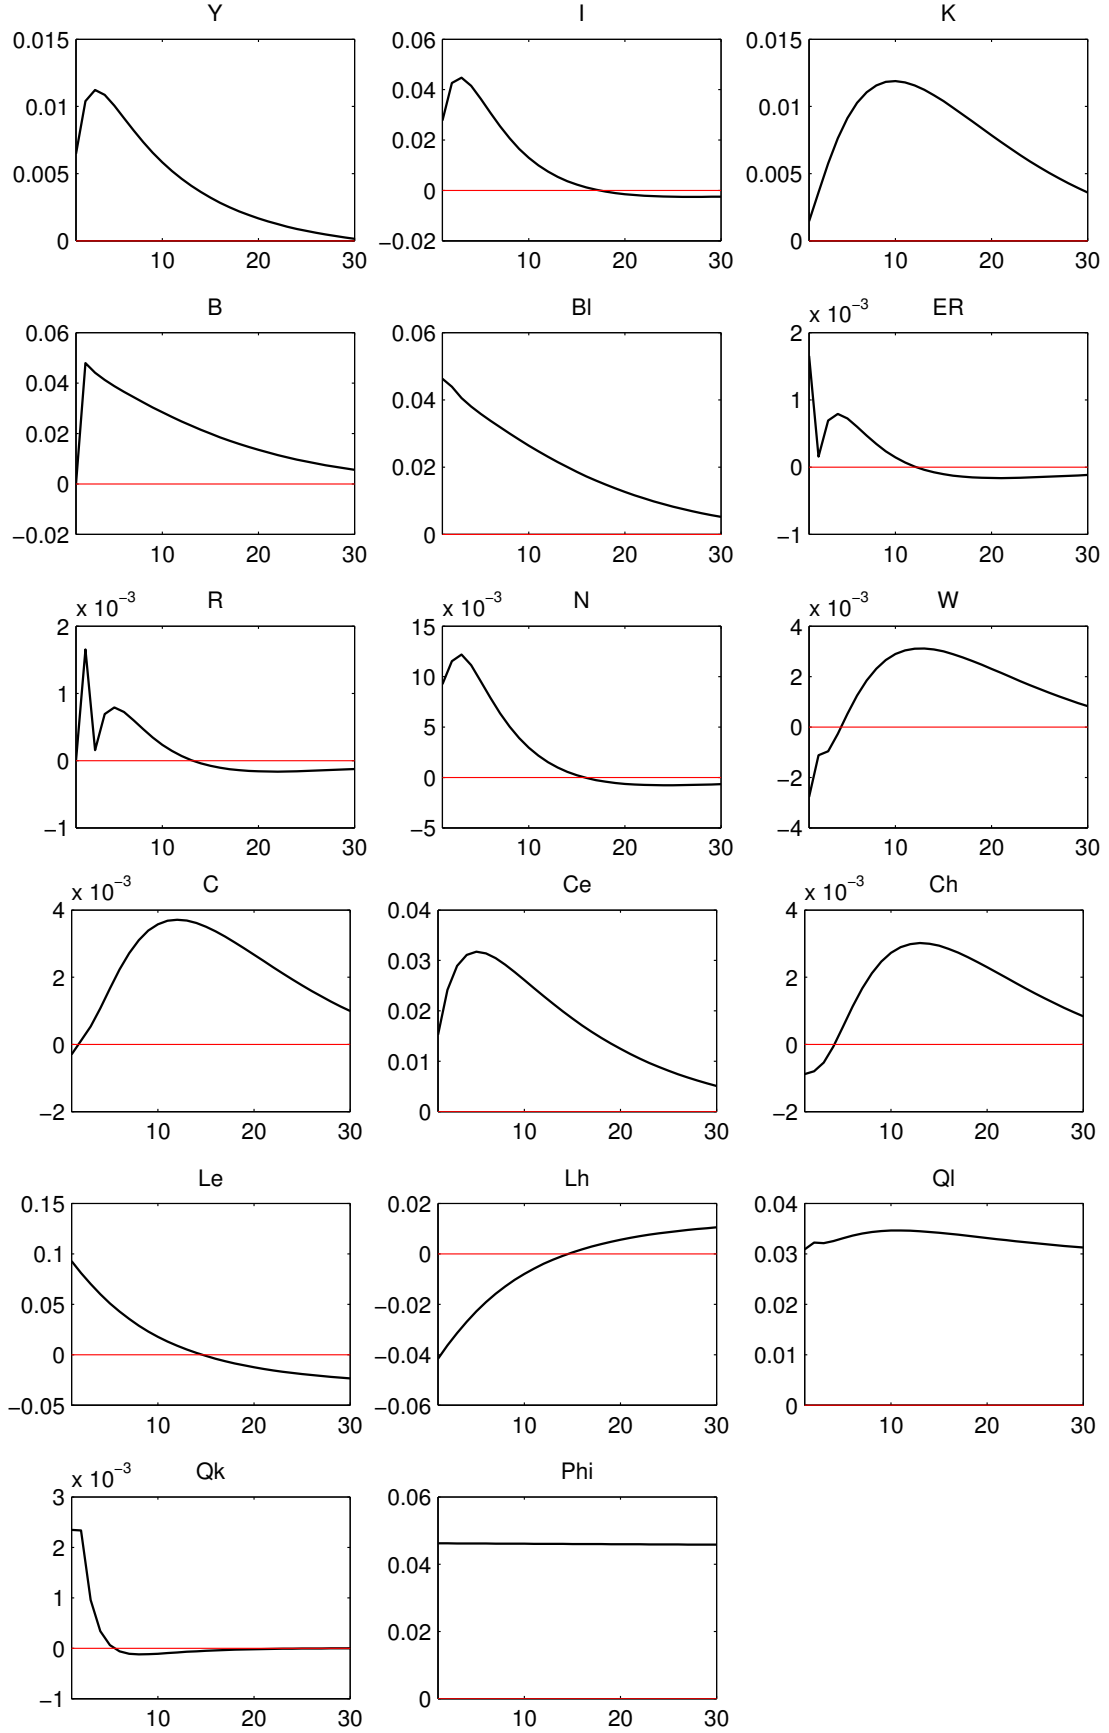 Y I K
0.015 0.06 0.015
0.04
0.01 0.01
0.02
0.005 0.005
0
0 −0.02 0
10 20 30 10 20 30 10 20 30
B Bl ER
x 10−3
0.06 0.06 2
0.04
0.04 1
0.02
0.02 0
0
−0.02 0 −1
10 20 30 10 20 30 10 20 30
R N W
x 10−3 x 10−3 x 10−3
2 15 4
10 2
1
5 0
0
0 −2
−1 −5 −4
10 20 30 10 20 30 10 20 30
C Ce Ch
x 10−3 x 10−3
4 0.04 4
0.03
2 2
0.02
0 0
0.01
−2 0 −2
10 20 30 10 20 30 10 20 30
Le Lh Ql
0.15 0.02 0.04
0.1 0 0.03
0.05 −0.02 0.02
0 −0.04 0.01
−0.05 −0.06 0
10 20 30 10 20 30 10 20 30
Qk Phi
x 10−3
3 0.06
2
0.04
1
0.02
0
−1 0
10 20 30 10 20 30